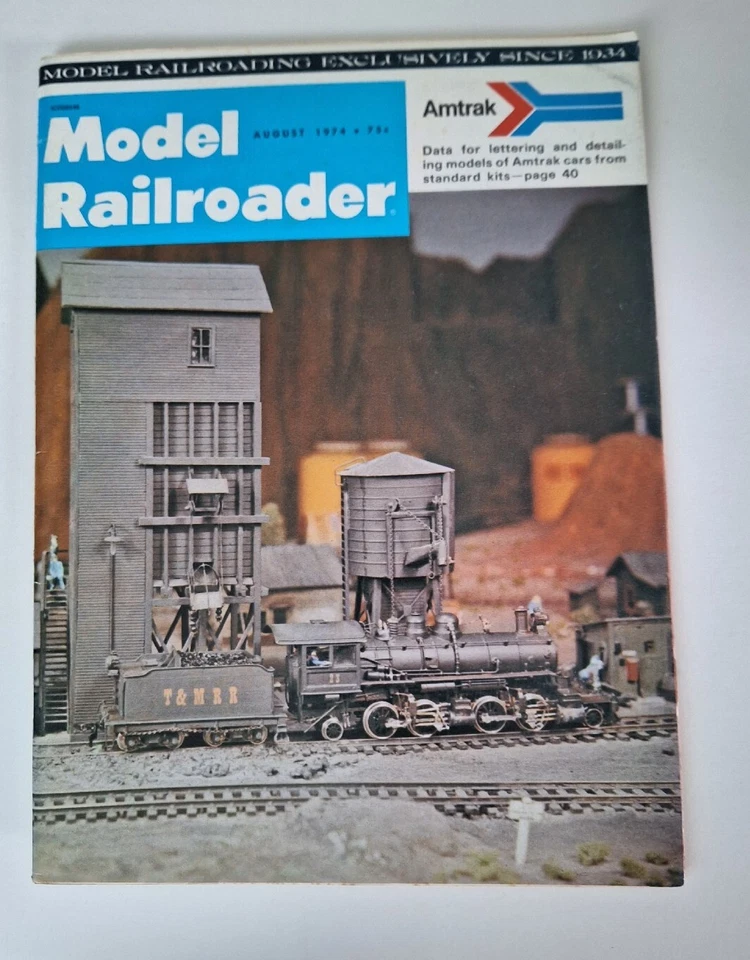 MODEL RAILROADING EXCLUSIVELY SINCE 1934
Model
Railroader
AUGUST 1974 • 75¢
Amtrak
Data for lettering and detail-
ing models of Amtrak cars from
standard kits—page 40
T & M R R